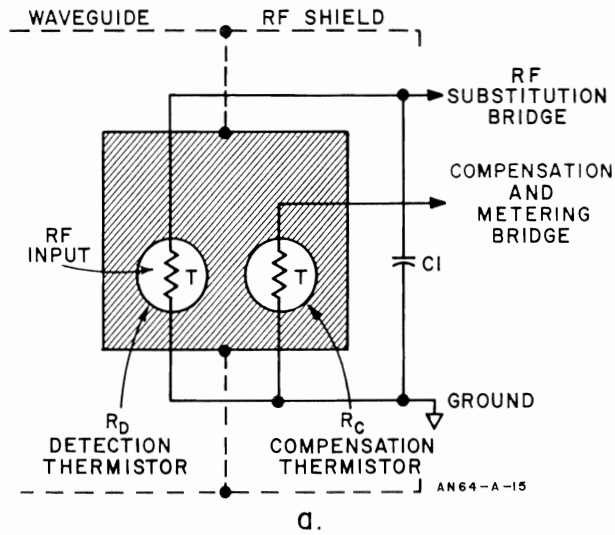 WAVEGUIDE
RF SHIELD
RF
SUBSTITUTION
BRIDGE
COMPENSATION
AND
METERING
BRIDGE
RF
INPUT
T
T
C1
GROUND
RD
DETECTION
THERMISTOR
RC
COMPENSATION
THERMISTOR
AN64-A-15
a.